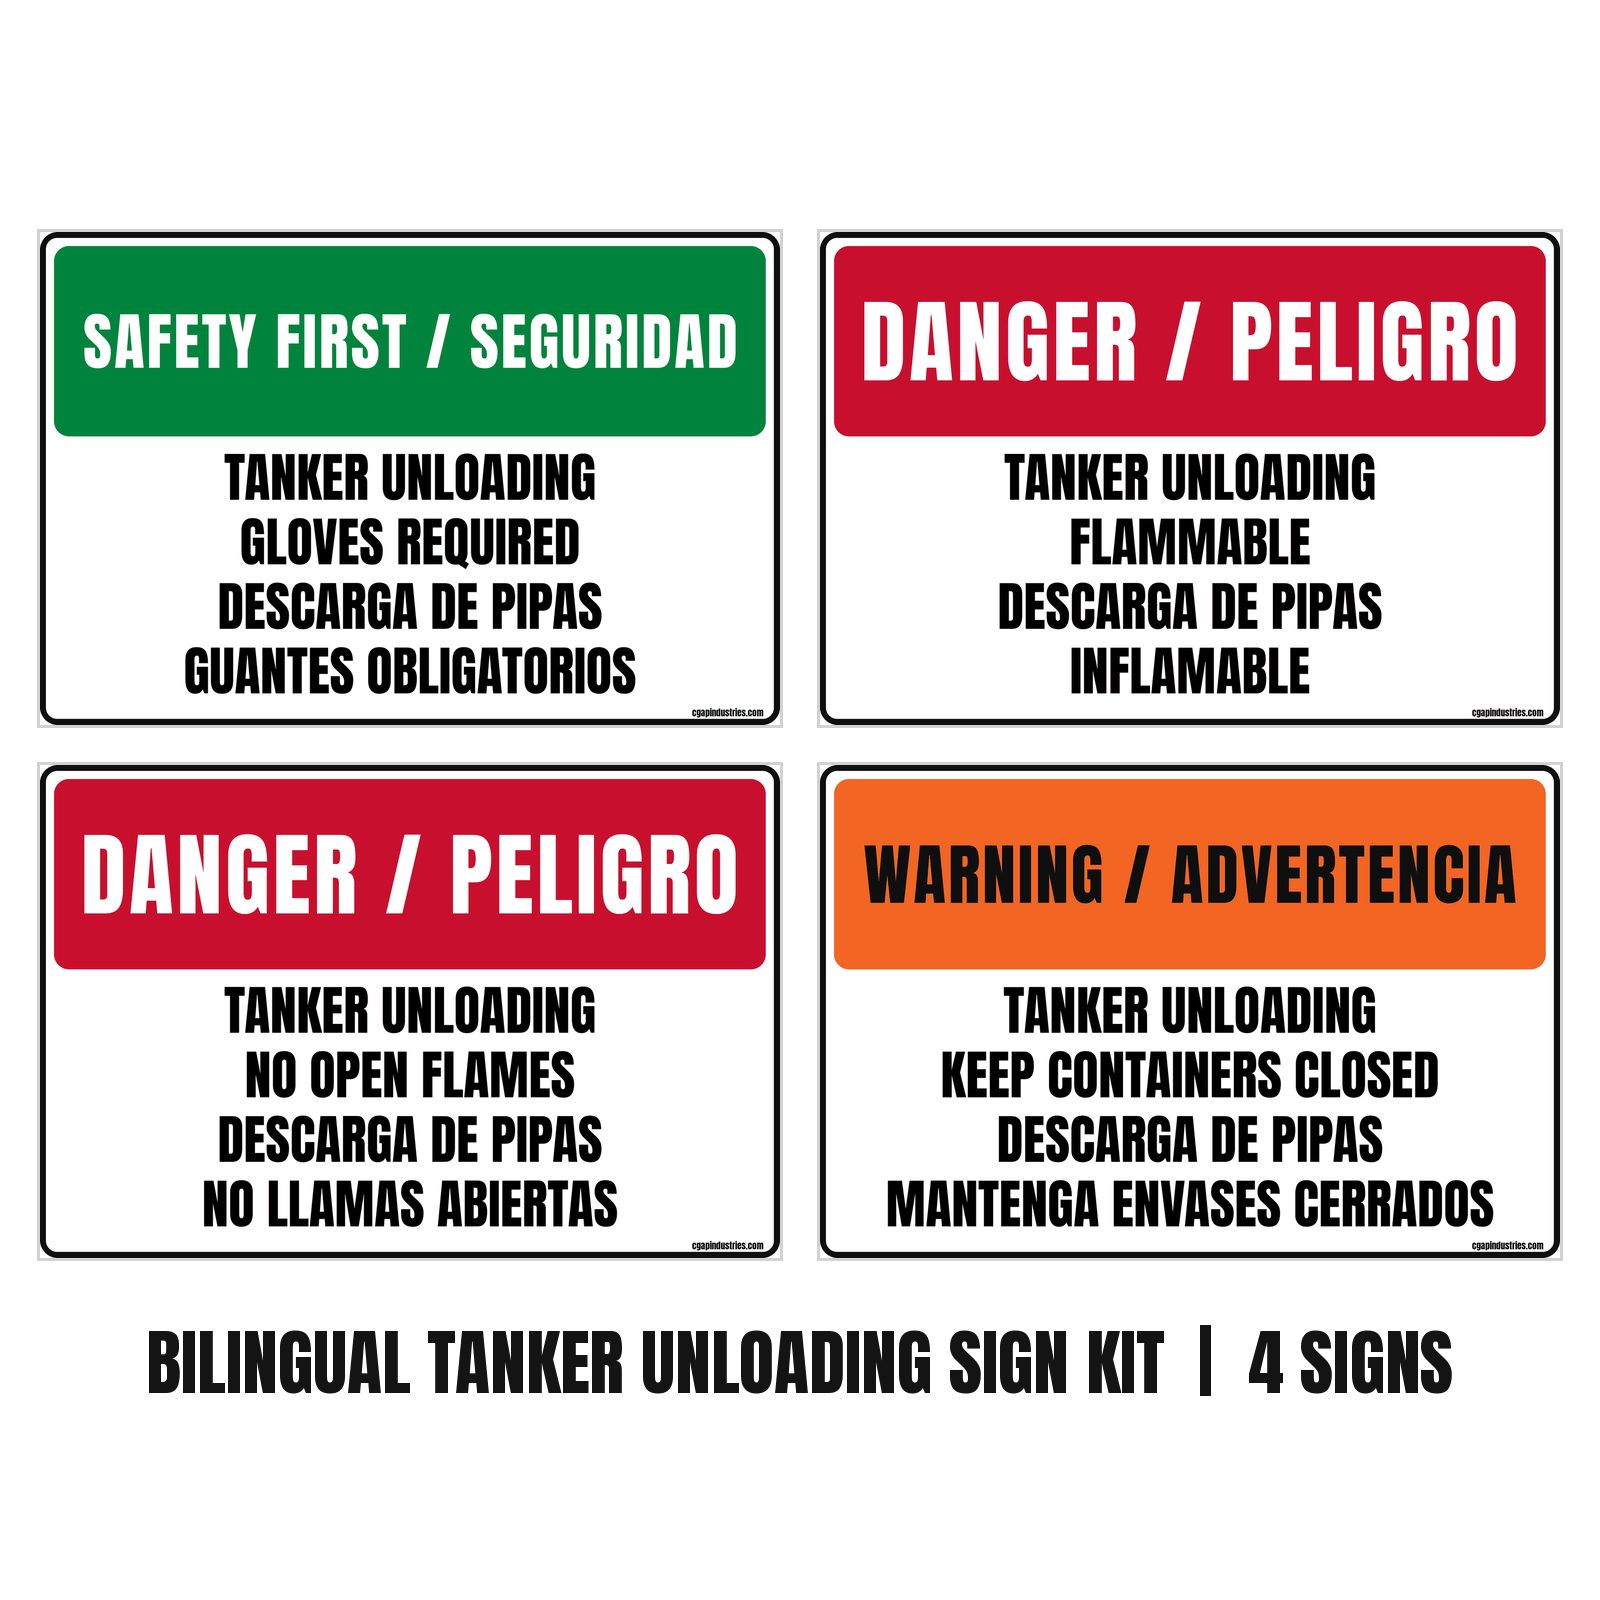 SAFETY FIRST / SEGURIDAD
TANKER UNLOADING
GLOVES REQUIRED
DESCARGA DE PIPAS
GUANTES OBLIGATORIOS
cgapindustries.com
DANGER / PELIGRO
TANKER UNLOADING
FLAMMABLE
DESCARGA DE PIPAS
INFLAMABLE
cgapindustries.com
DANGER / PELIGRO
TANKER UNLOADING
NO OPEN FLAMES
DESCARGA DE PIPAS
NO LLAMAS ABIERTAS
cgapindustries.com
WARNING / ADVERTENCIA
TANKER UNLOADING
KEEP CONTAINERS CLOSED
DESCARGA DE PIPAS
MANTENGA ENVASES CERRADOS
cgapindustries.com
BILINGUAL TANKER UNLOADING SIGN KIT | 4 SIGNS